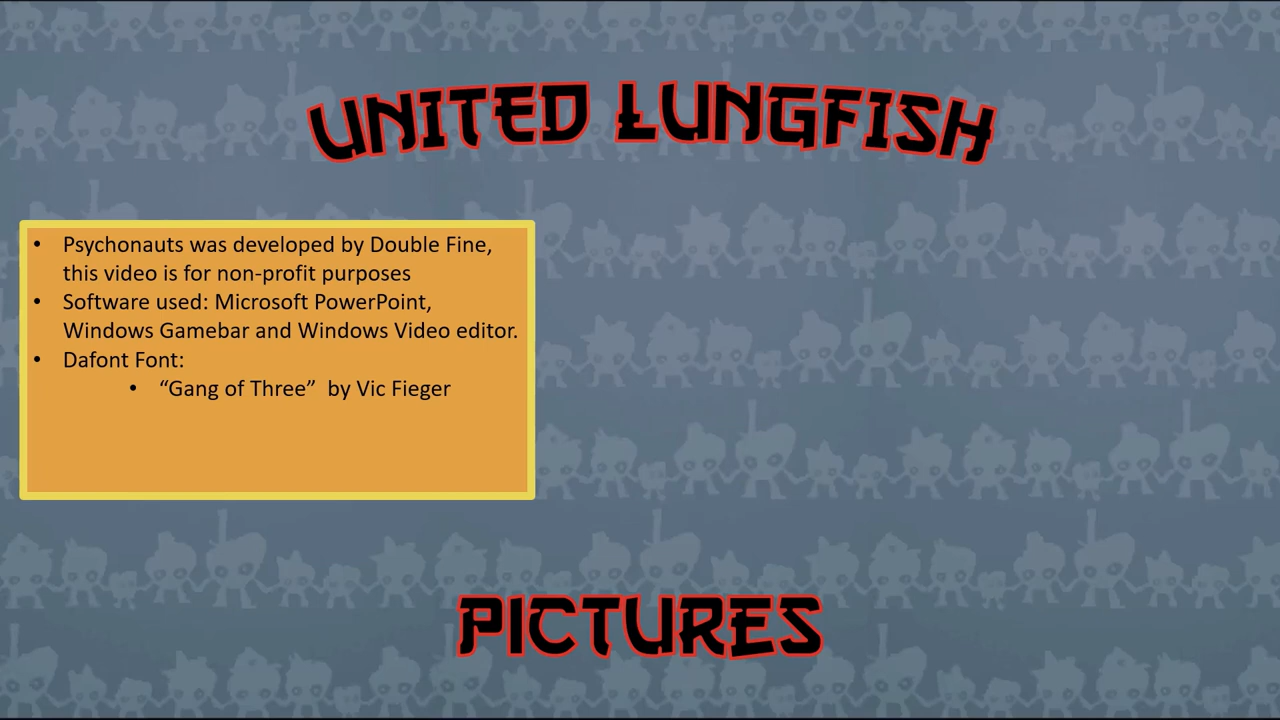 UNITED LUNGFISH
• Psychonauts was developed by Double Fine,
this video is for non-profit purposes
• Software used: Microsoft PowerPoint,
Windows Gamebar and Windows Video editor.
• Dafont Font:
• “Gang of Three”  by Vic Fieger
PICTURES